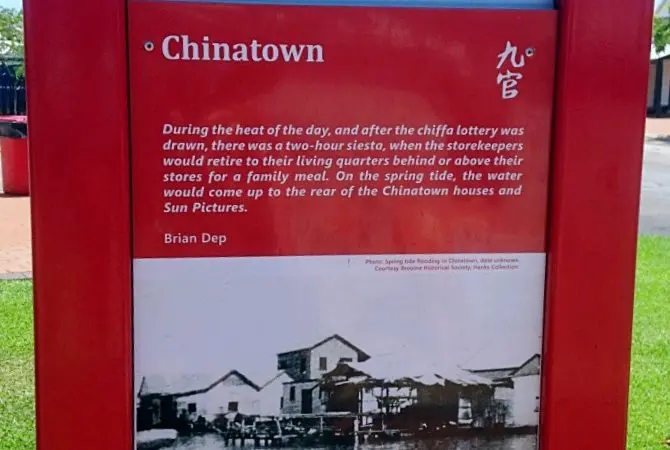 Chinatown
九
官
During the heat of the day, and after the chiffa lottery was
drawn, there was a two-hour siesta, when the storekeepers
would retire to their living quarters behind or above their
stores for a family meal. On the spring tide, the water
would come up to the rear of the Chinatown houses and
Sun Pictures.
Brian Dep
Photo: Spring tide flooding in Chinatown, date unknown.
Courtesy Broome Historical Society, Hanks Collection